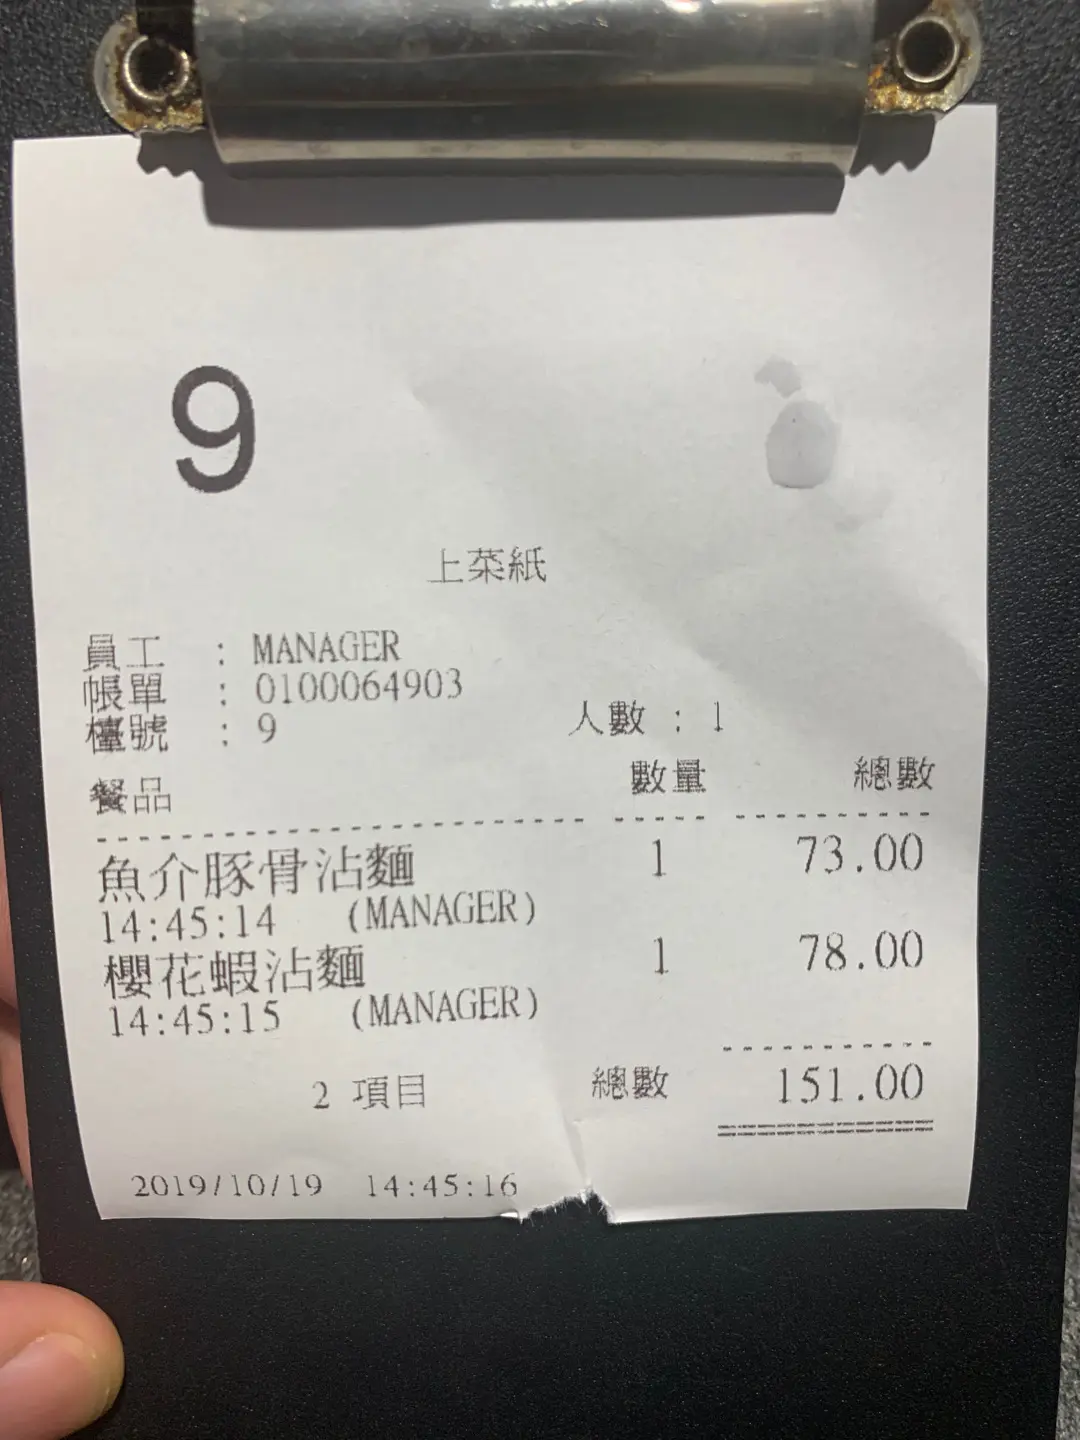 9
上菜紙
員工 : MANAGER
帳單 : 0100064903
檯號 : 9 人數 : 1
餐品 數量 總數
魚介豚骨沾麵 1 73.00
14:45:14 (MANAGER)
櫻花蝦沾麵 1 78.00
14:45:15 (MANAGER)
2 項目 總數 151.00
2019/10/19 14:45:16